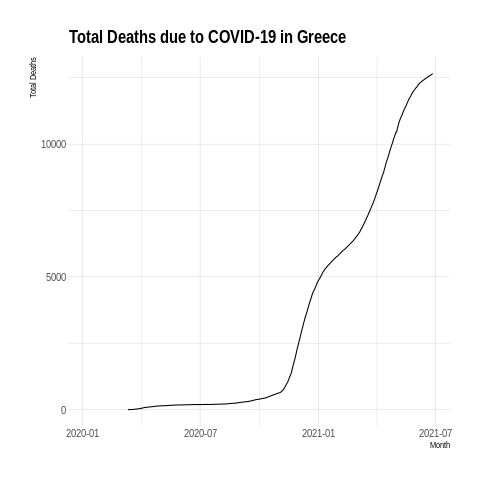 Total Deaths due to COVID-19 in Greece
Total Deaths
10000
5000
0
2020-01 2020-07 2021-01 2021-07
Month